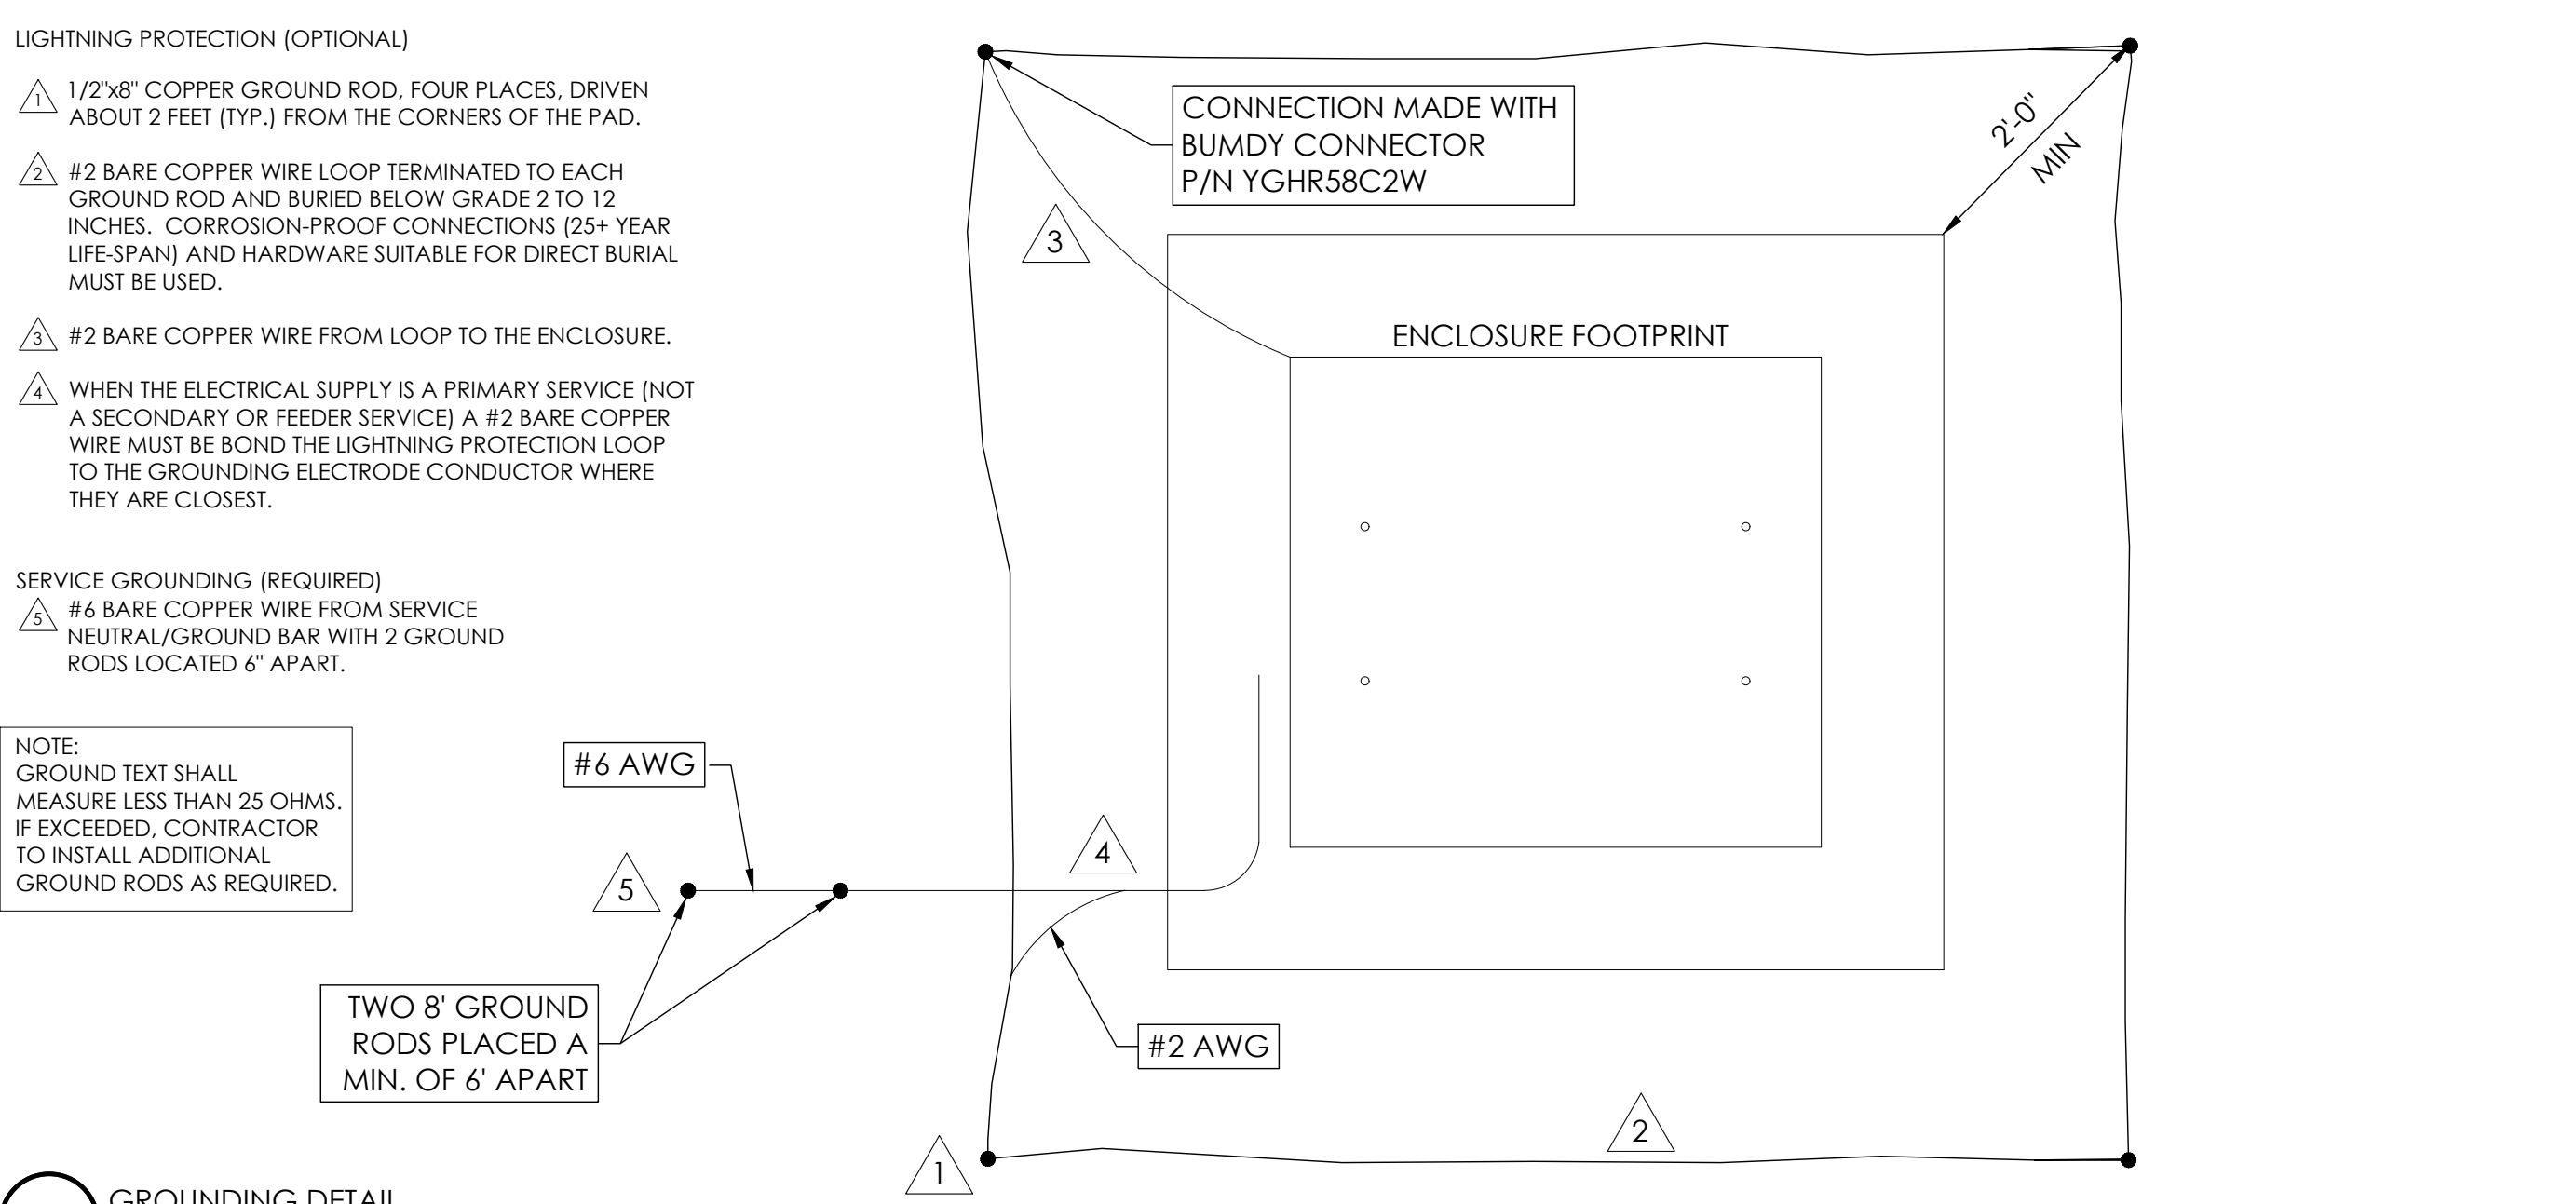 LIGHTNING PROTECTION (OPTIONAL)
1 1/2"x8" COPPER GROUND ROD, FOUR PLACES, DRIVEN
ABOUT 2 FEET (TYP.) FROM THE CORNERS OF THE PAD.
2 #2 BARE COPPER WIRE LOOP TERMINATED TO EACH
GROUND ROD AND BURIED BELOW GRADE 2 TO 12
INCHES. CORROSION-PROOF CONNECTIONS (25+ YEAR
LIFE-SPAN) AND HARDWARE SUITABLE FOR DIRECT BURIAL
MUST BE USED.
3 #2 BARE COPPER WIRE FROM LOOP TO THE ENCLOSURE.
4 WHEN THE ELECTRICAL SUPPLY IS A PRIMARY SERVICE (NOT
A SECONDARY OR FEEDER SERVICE) A #2 BARE COPPER
WIRE MUST BE BOND THE LIGHTNING PROTECTION LOOP
TO THE GROUNDING ELECTRODE CONDUCTOR WHERE
THEY ARE CLOSEST.
SERVICE GROUNDING (REQUIRED)
5 #6 BARE COPPER WIRE FROM SERVICE
NEUTRAL/GROUND BAR WITH 2 GROUND
RODS LOCATED 6" APART.
NOTE:
GROUND TEXT SHALL
MEASURE LESS THAN 25 OHMS.
IF EXCEEDED, CONTRACTOR
TO INSTALL ADDITIONAL
GROUND RODS AS REQUIRED.
CONNECTION MADE WITH
BUMDY CONNECTOR
P/N YGHR58C2W
2'-0"
MIN
3
ENCLOSURE FOOTPRINT
#6 AWG
4
5
TWO 8' GROUND
RODS PLACED A
MIN. OF 6' APART
#2 AWG
2
1
GROUNDING DETAIL